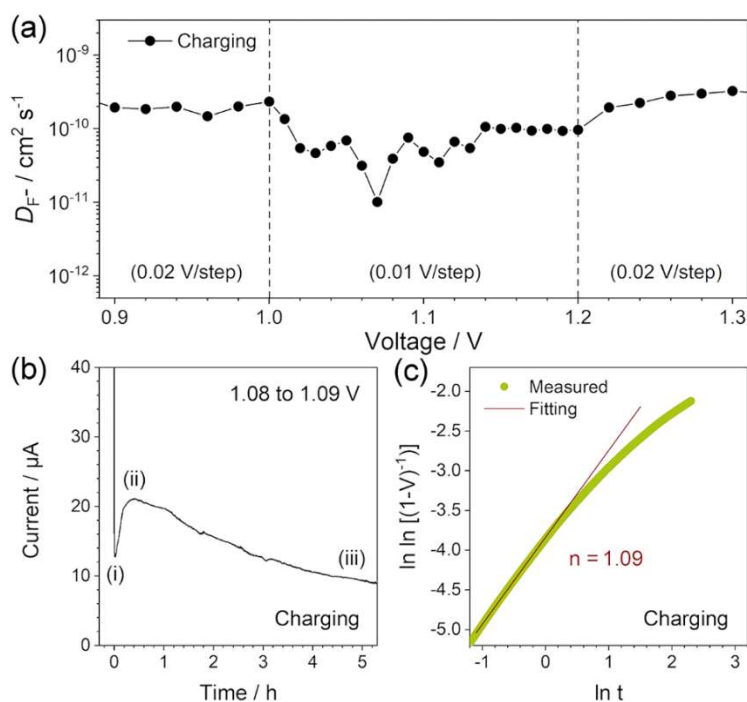 (a)
Charging
D_F⁻ / cm² s⁻¹
10⁻⁹
10⁻¹⁰
10⁻¹¹
10⁻¹²
(0.02 V/step)
(0.01 V/step)
(0.02 V/step)
0.9
1.0
1.1
1.2
1.3
Voltage / V
(b)
1.08 to 1.09 V
Current / µA
40
30
20
10
0
(i)
(ii)
(iii)
Charging
0
1
2
3
4
5
Time / h
(c)
Measured
Fitting
ln ln [(1-V)⁻¹]
-2.0
-2.5
-3.0
-3.5
-4.0
-4.5
-5.0
n = 1.09
Charging
-1
0
1
2
3
ln t